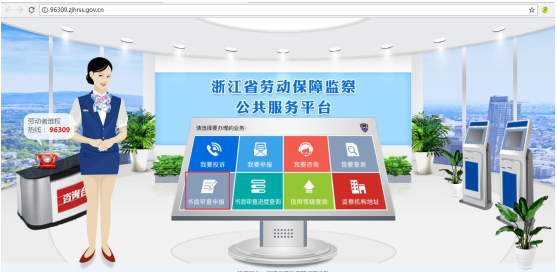 96309.zjhrss.gov.cn
浙江省劳动保障监察
公共服务平台
劳动者维权
热线：96309
请选择要办理的业务：
我要投诉
我要举报
我要咨询
我要查询
书面审查申报
书面审查进度查询
信用等级查询
监察机构地址
咨询台